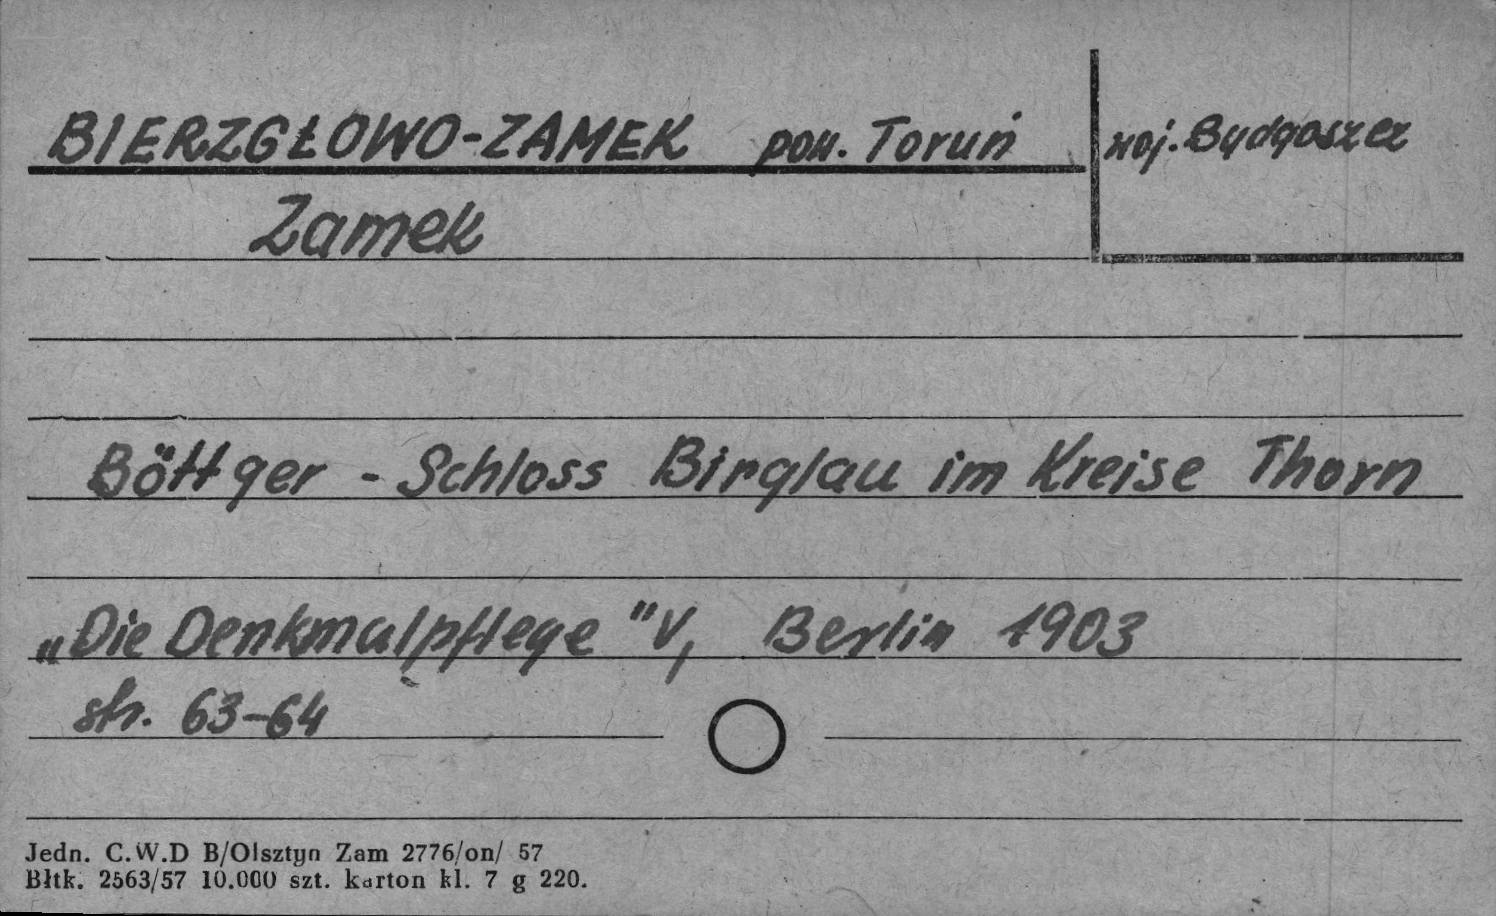 BIERZGŁOWO-ZAMEK pow. Toruń
woj. Bydgoszcz
Zamek
Böttger - Schloss Birglau im Kreise Thorn
„Die Denkmalpflege" V, Berlin 1903
str. 63-64
Jedn. C.W.D B/Olsztyn Zam 2776/on/ 57
Błtk. 2563/57 10.000 szt. karton kl. 7 g 220.